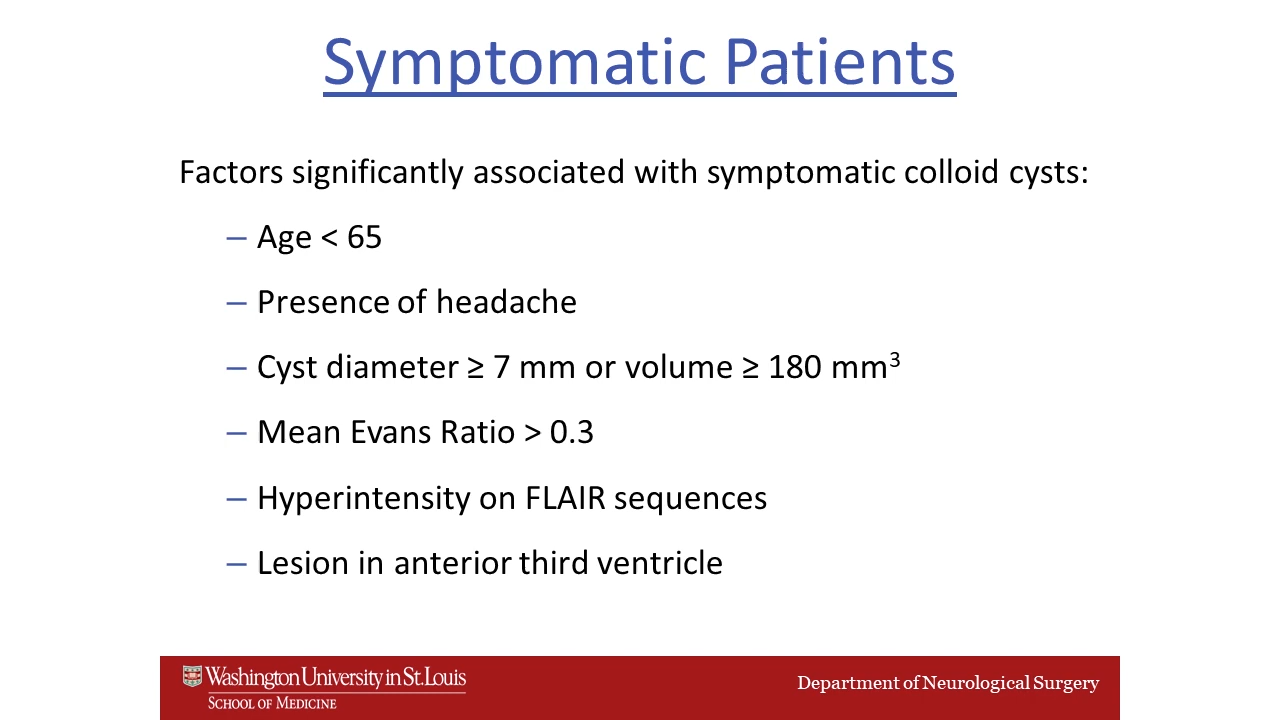 Symptomatic Patients
Factors significantly associated with symptomatic colloid cysts:
– Age < 65
– Presence of headache
– Cyst diameter ≥ 7 mm or volume ≥ 180 mm³
– Mean Evans Ratio > 0.3
– Hyperintensity on FLAIR sequences
– Lesion in anterior third ventricle
Washington University in St. Louis
SCHOOL OF MEDICINE
Department of Neurological Surgery